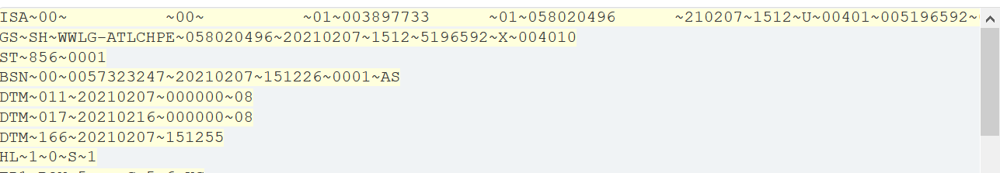 ISA~00~          ~00~          ~01~003897733      ~01~058020496      ~210207~1512~U~00401~005196592~
GS~SH~WWLG-ATLCHPE~058020496~20210207~1512~5196592~X~004010
ST~856~0001
BSN~00~0057323247~20210207~151226~0001~AS
DTM~011~20210207~000000~08
DTM~017~20210216~000000~08
DTM~166~20210207~151255
HL~1~0~S~1